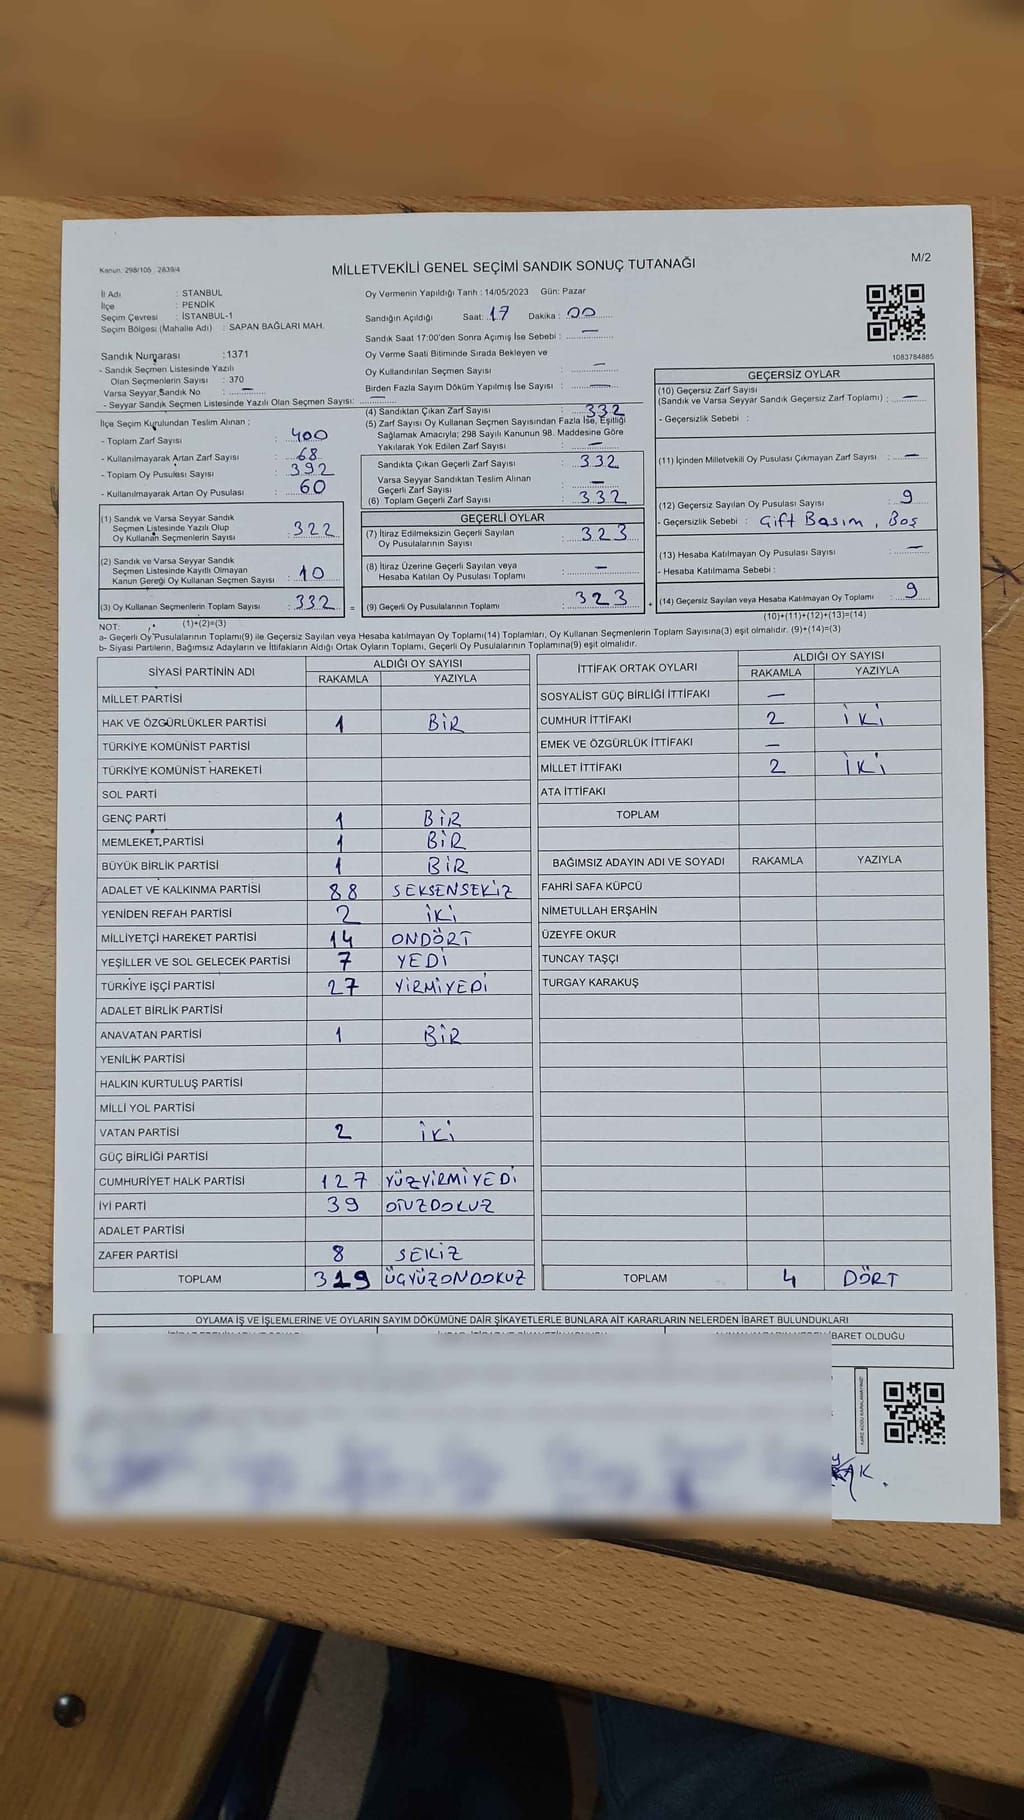 Kanun: 298/105 , 2839/4
MİLLETVEKİLİ GENEL SEÇİMİ SANDIK SONUÇ TUTANAĞI
M/2
İl Adı : STANBUL
İlçe : PENDİK
Seçim Çevresi : İSTANBUL-1
Seçim Bölgesi (Mahalle Adı) : SAPAN BAĞLARI MAH.
Sandık Numarası :1371
- Sandık Seçmen Listesinde Yazılı
Olan Seçmenlerin Sayısı : 370
Varsa Seyyar Sandık No : —
- Seyyar Sandık Seçmen Listesinde Yazılı Olan Seçmen Sayısı: —
Oy Vermenin Yapıldığı Tarih : 14/05/2023 Gün: Pazar
Sandığın Açıldığı Saat: 17 Dakika : 00
Sandık Saat 17:00'den Sonra Açımış İse Sebebi : —
Oy Verme Saati Bitiminde Sırada Bekleyen ve
Oy Kullandırılan Seçmen Sayısı : —
Birden Fazla Sayım Döküm Yapılmış İse Sayısı : —
1083784885
İlçe Seçim Kurulundan Teslim Alınan ;
- Toplam Zarf Sayısı : 400
- Kullanılmayarak Artan Zarf Sayısı : 68
- Toplam Oy Pusulası Sayısı : 392
- Kullanılmayarak Artan Oy Pusulası : 60
(1) Sandık ve Varsa Seyyar Sandık
Seçmen Listesinde Yazılı Olup
Oy Kullanan Seçmenlerin Sayısı : 322
(2) Sandık ve Varsa Seyyar Sandık
Seçmen Listesinde Kayıtlı Olmayan
Kanun Gereği Oy Kullanan Seçmen Sayısı : 10
(3) Oy Kullanan Seçmenlerin Toplam Sayısı : 332 =
(1)+(2)=(3)
(4) Sandıktan Çıkan Zarf Sayısı : 332
(5) Zarf Sayısı Oy Kullanan Seçmen Sayısından Fazla İse, Eşitliği
Sağlamak Amacıyla; 298 Sayılı Kanunun 98. Maddesine Göre
Yakılarak Yok Edilen Zarf Sayısı : —
Sandıkta Çıkan Geçerli Zarf Sayısı : 332
Varsa Seyyar Sandıktan Teslim Alınan
Geçerli Zarf Sayısı : —
(6) Toplam Geçerli Zarf Sayısı : 332
GEÇERLİ OYLAR
(7) İtiraz Edilmeksizin Geçerli Sayılan
Oy Pusulalarının Sayısı : 323
(8) İtiraz Üzerine Geçerli Sayılan veya
Hesaba Katılan Oy Pusulası Toplamı : —
(9) Geçerli Oy Pusulalarının Toplamı : 323 +
GEÇERSİZ OYLAR
(10) Geçersiz Zarf Sayısı
(Sandık ve Varsa Seyyar Sandık Geçersiz Zarf Toplamı) : —
- Geçersizlik Sebebi :
(11) İçinden Milletvekili Oy Pusulası Çıkmayan Zarf Sayısı : —
(12) Geçersiz Sayılan Oy Pusulası Sayısı : 9
- Geçersizlik Sebebi : Çift Basım , Boş
(13) Hesaba Katılmayan Oy Pusulası Sayısı : —
- Hesaba Katılmama Sebebi :
(14) Geçersiz Sayılan veya Hesaba Katılmayan Oy Toplamı : 9
(10)+(11)+(12)+(13)=(14)
NOT:
a- Geçerli Oy Pusulalarının Toplamı(9) ile Geçersiz Sayılan veya Hesaba katılmayan Oy Toplamı(14) Toplamları, Oy Kullanan Seçmenlerin Toplam Sayısına(3) eşit olmalıdır. (9)+(14)=(3)
b- Siyasi Partilerin, Bağımsız Adayların ve İttifakların Aldığı Ortak Oyların Toplamı, Geçerli Oy Pusulalarının Toplamına(9) eşit olmalıdır.
SİYASİ PARTİNİN ADI ALDIĞI OY SAYISI
RAKAMLA YAZIYLA
MİLLET PARTİSİ
HAK VE ÖZGÜRLÜKLER PARTİSİ 1 BİR
TÜRKİYE KOMÜNİST PARTİSİ
TÜRKİYE KOMÜNİST HAREKETİ
SOL PARTİ
GENÇ PARTİ 1 BİR
MEMLEKET PARTİSİ 1 BİR
BÜYÜK BİRLİK PARTİSİ 1 BİR
ADALET VE KALKINMA PARTİSİ 88 SEKSENSEKİZ
YENİDEN REFAH PARTİSİ 2 İKİ
MİLLİYETÇİ HAREKET PARTİSİ 14 ONDÖRT
YEŞİLLER VE SOL GELECEK PARTİSİ 7 YEDİ
TÜRKİYE İŞÇİ PARTİSİ 27 YİRMİYEDİ
ADALET BİRLİK PARTİSİ
ANAVATAN PARTİSİ 1 BİR
YENİLİK PARTİSİ
HALKIN KURTULUŞ PARTİSİ
MİLLİ YOL PARTİSİ
VATAN PARTİSİ 2 İKİ
GÜÇ BİRLİĞİ PARTİSİ
CUMHURİYET HALK PARTİSİ 127 YÜZYİRMİYEDİ
İYİ PARTİ 39 OTUZDOKUZ
ADALET PARTİSİ
ZAFER PARTİSİ 8 SEKİZ
TOPLAM 319 ÜÇYÜZONDOKUZ
İTTİFAK ORTAK OYLARI ALDIĞI OY SAYISI
RAKAMLA YAZIYLA
SOSYALİST GÜÇ BİRLİĞİ İTTİFAKI —
CUMHUR İTTİFAKI 2 İKİ
EMEK VE ÖZGÜRLÜK İTTİFAKI —
MİLLET İTTİFAKI 2 İKİ
ATA İTTİFAKI
TOPLAM
BAĞIMSIZ ADAYIN ADI VE SOYADI RAKAMLA YAZIYLA
FAHRİ SAFA KÜPCÜ
NİMETULLAH ERŞAHİN
ÜZEYFE OKUR
TUNCAY TAŞÇI
TURGAY KARAKUŞ
TOPLAM 4 DÖRT
OYLAMA İŞ VE İŞLEMLERİNE VE OYLARIN SAYIM DÖKÜMÜNE DAİR ŞİKAYETLERLE BUNLARA AİT KARARLARIN NELERDEN İBARET BULUNDUKLARI
İBARET OLDUĞU